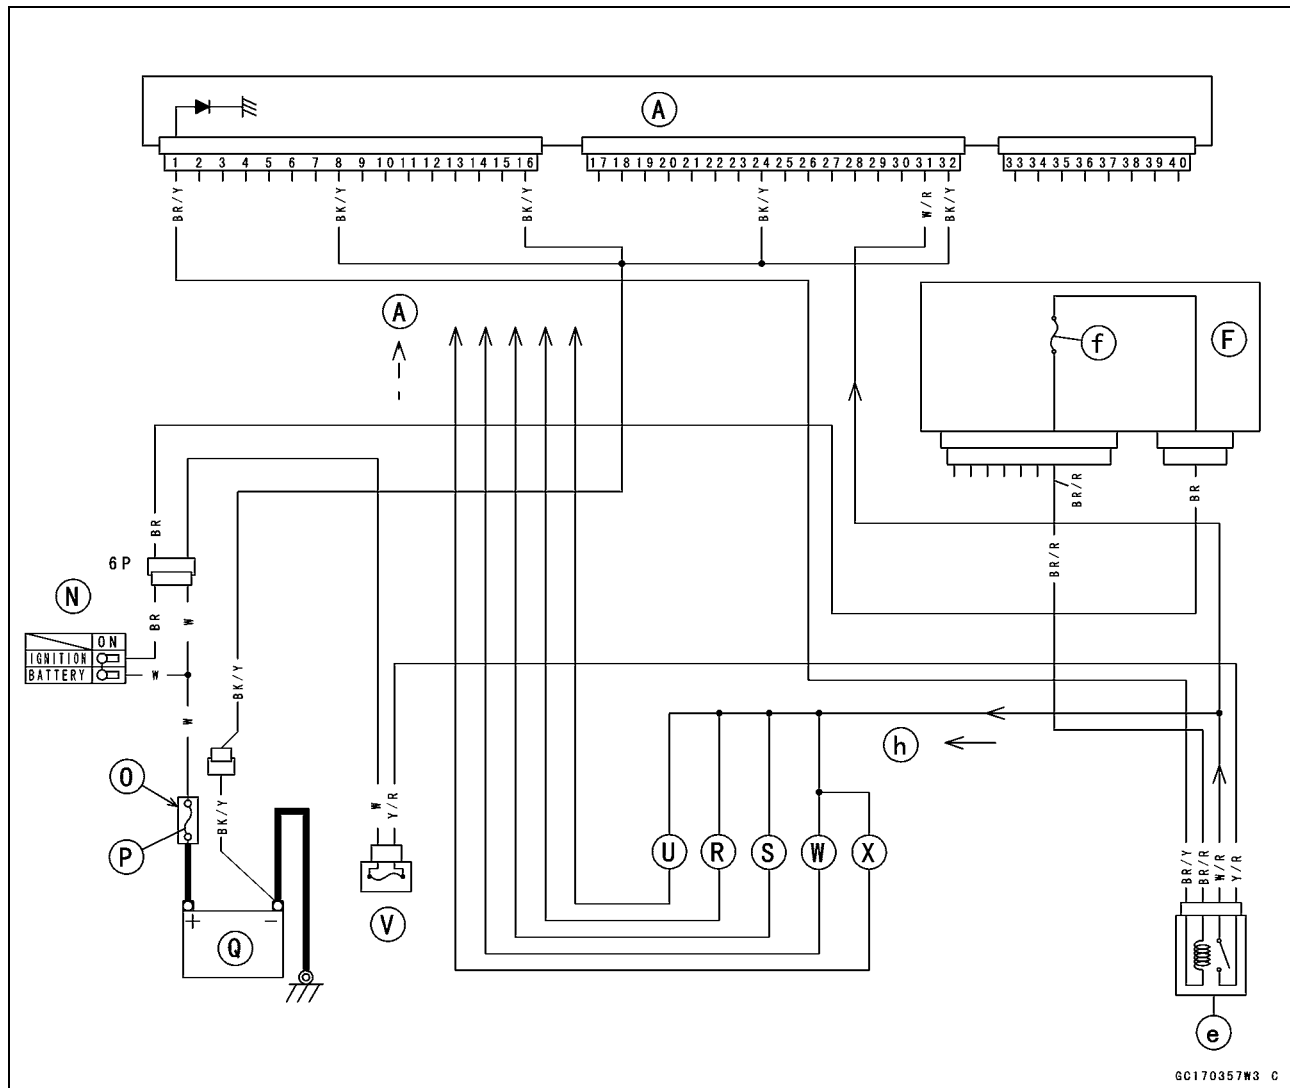 A
1 2 3 4 5 6 7 8 9 10 11 12 13 14 15 16
17 18 19 20 21 22 23 24 25 26 27 28 29 30 31 32
33 34 35 36 37 38 39 40
BR/Y
BK/Y
BK/Y
BK/Y
W/R
BK/Y
A
f
F
BR/R
BR
BR
6P
BR/R
N
BR
W
ON
IGNITION
BATTERY
W
BK/Y
W
h
O
P
BK/Y
W
Y/R
U
R
S
W
X
BR/Y
BR/R
W/R
Y/R
V
+
-
Q
e
GC170357W3 C